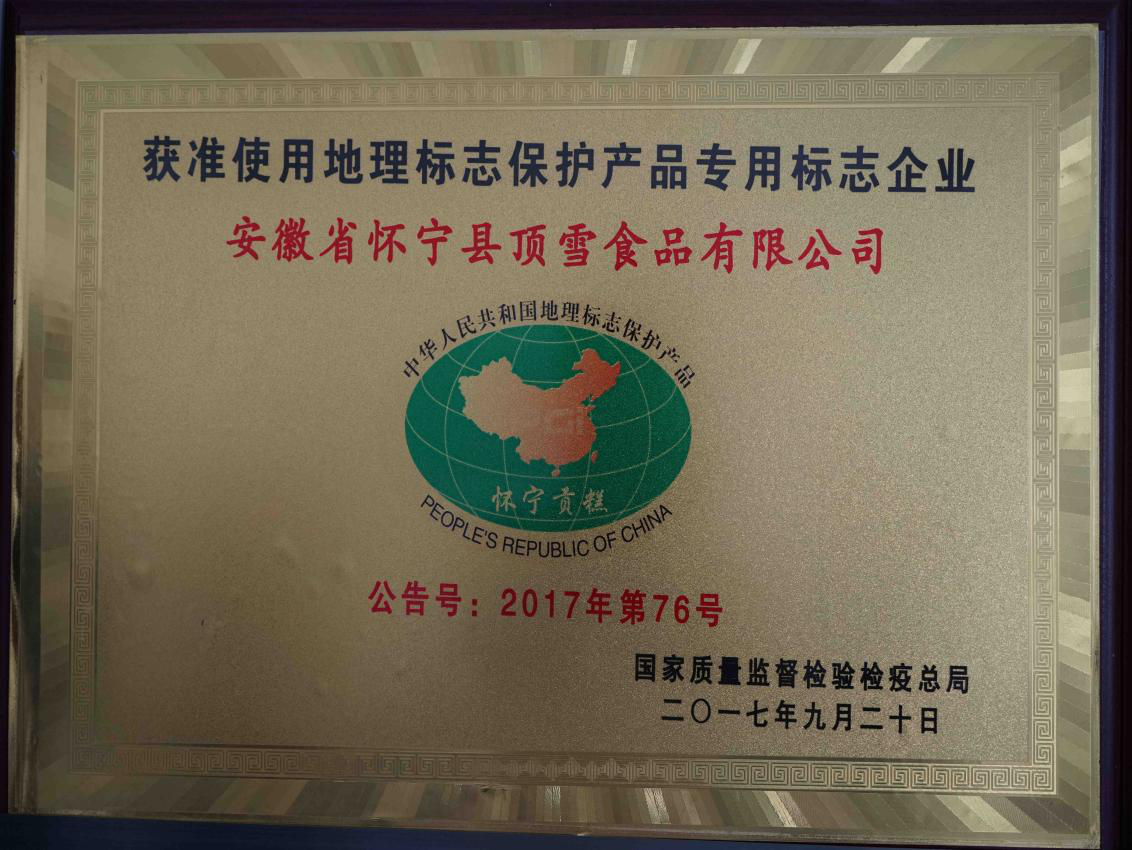 获准使用地理标志保护产品专用标志企业
安徽省怀宁县顶雪食品有限公司
中华人民共和国地理标志保护产品
PGI
怀宁贡糕
PEOPLE'S REPUBLIC OF CHINA
公告号：2017年第76号
国家质量监督检验检疫总局
二〇一七年九月二十日